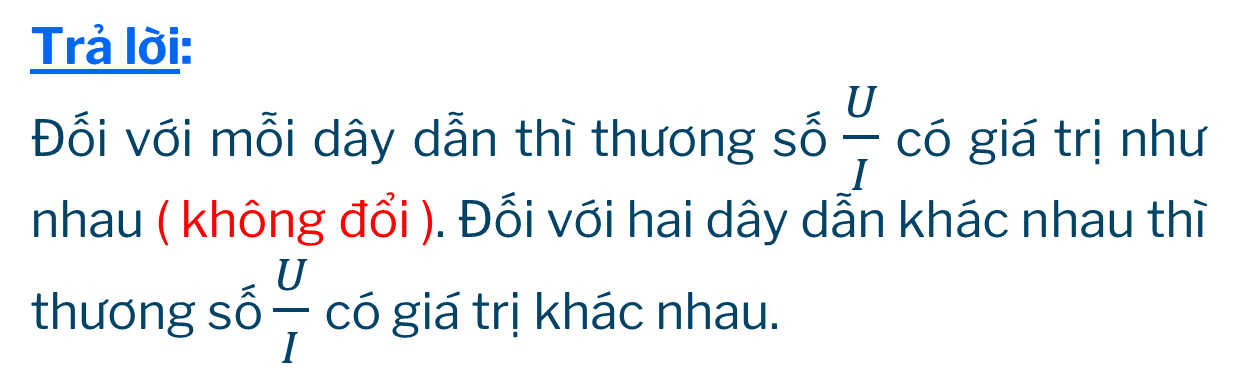 Trả lời:
Đối với mỗi dây dẫn thì thương số U/I có giá trị như
nhau ( không đổi ). Đối với hai dây dẫn khác nhau thì
thương số U/I có giá trị khác nhau.